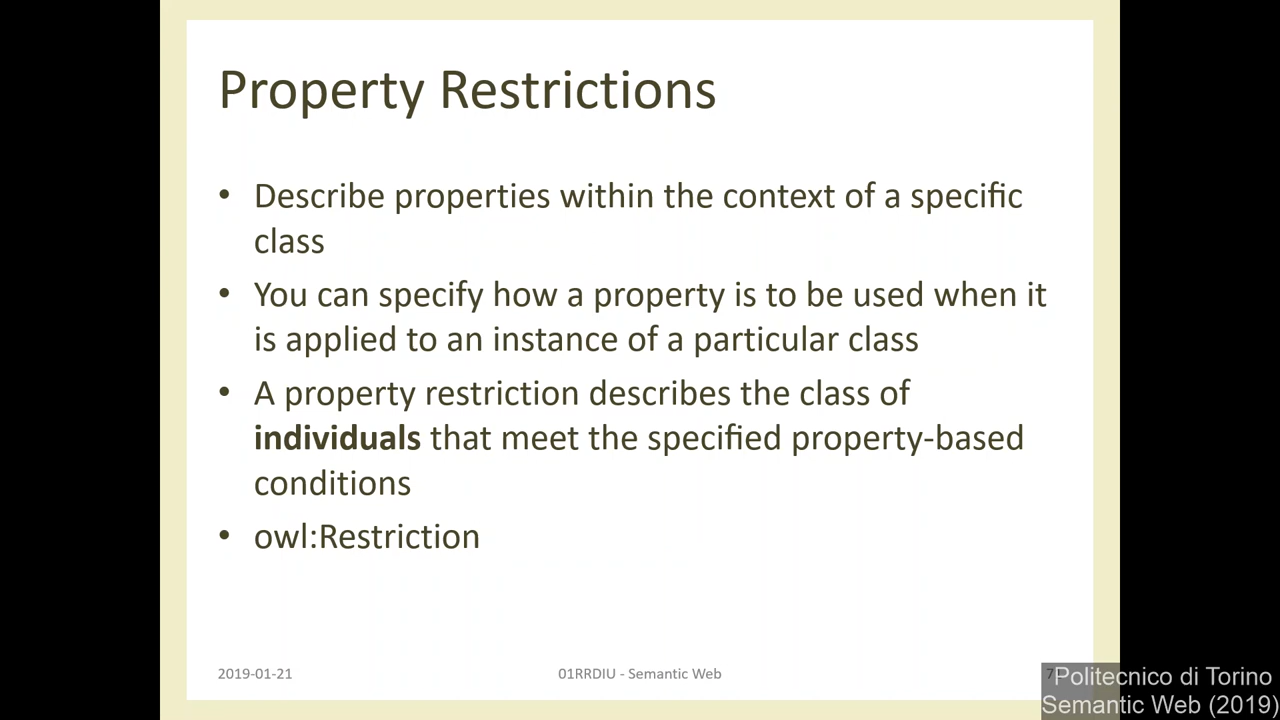 Property Restrictions
• Describe properties within the context of a specific
class
• You can specify how a property is to be used when it
is applied to an instance of a particular class
• A property restriction describes the class of
individuals that meet the specified property-based
conditions
• owl:Restriction
2019-01-21
01RRDIU - Semantic Web
Politecnico di Torino
Semantic Web (2019)